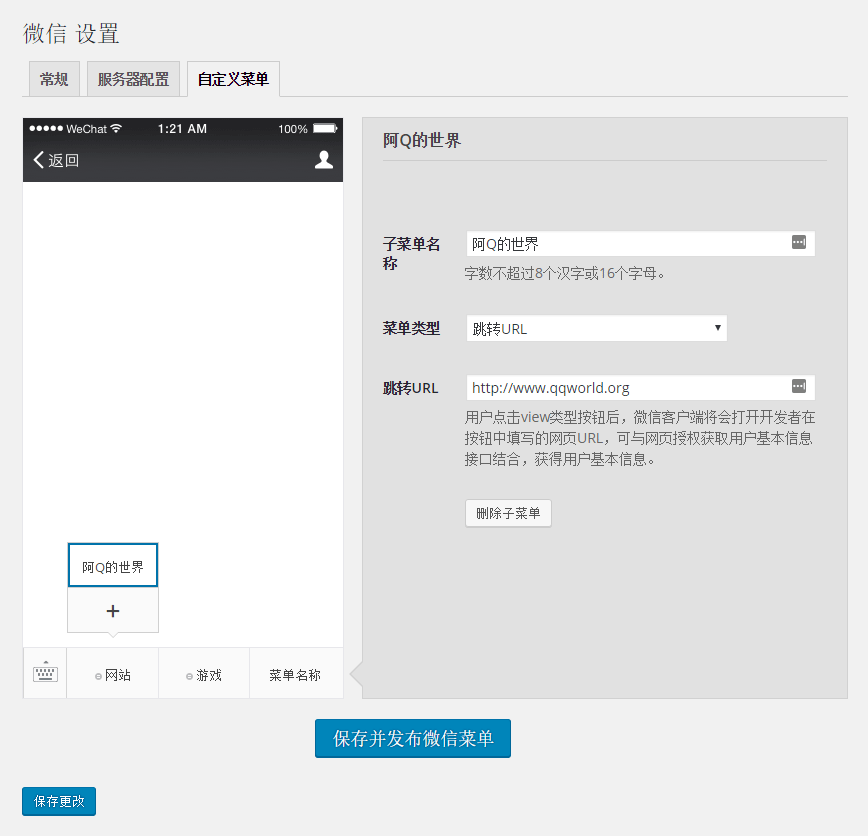 微信 设置
常规 服务器配置 自定义菜单
WeChat 1:21 AM 100%
返回
阿Q的世界
子菜单名
称
阿Q的世界
字数不超过8个汉字或16个字母。
菜单类型
跳转URL
跳转URL
http://www.qqworld.org
用户点击view类型按钮后，微信客户端将会打开开发者在
按钮中填写的网页URL，可与网页授权获取用户基本信息
接口结合，获得用户基本信息。
删除子菜单
阿Q的世界
+
网站 游戏 菜单名称
保存并发布微信菜单
保存更改